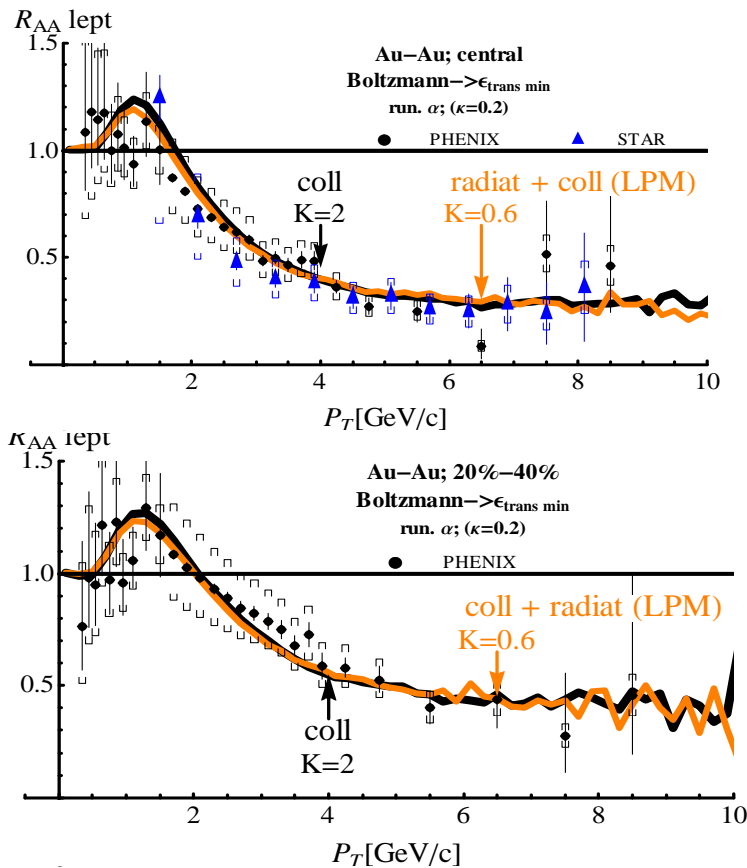 R_AA lept
1.5
Au–Au; central
Boltzmann–>ϵ_trans min
run. α; (κ=0.2)
PHENIX STAR
1.0
coll radiat + coll (LPM)
K=2 K=0.6
0.5
2 4 6 8 10
P_T[GeV/c]
R_AA lept
1.5
Au–Au; 20%–40%
Boltzmann–>ϵ_trans min
run. α; (κ=0.2)
PHENIX
1.0
coll + radiat (LPM)
K=0.6
0.5
coll
K=2
2 4 6 8 10
P_T[GeV/c]